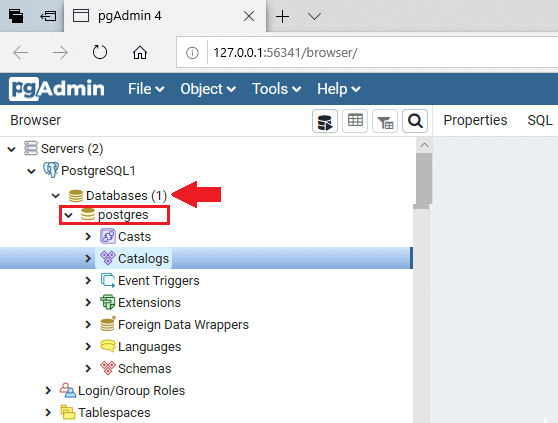 pgAdmin 4
127.0.0.1:56341/browser/
pgAdmin File Object Tools Help
Browser Properties SQL
Servers (2)
PostgreSQL1
Databases (1)
postgres
Casts
Catalogs
Event Triggers
Extensions
Foreign Data Wrappers
Languages
Schemas
Login/Group Roles
Tablespaces